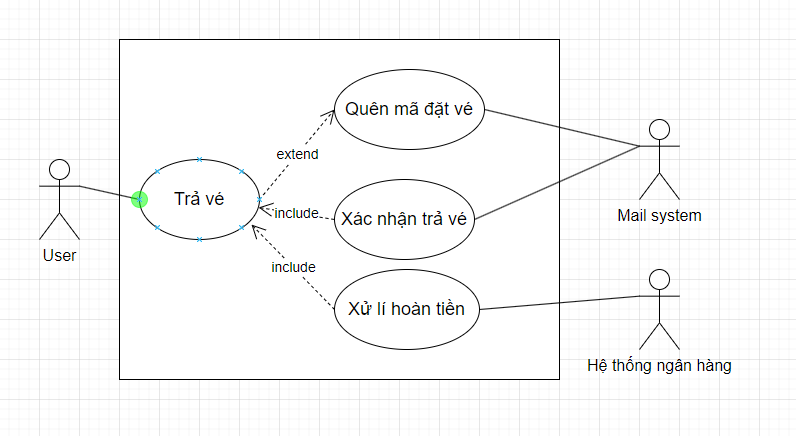 Quên mã đặt vé
extend
Trả vé
include
Xác nhận trả vé
Mail system
User
include
Xử lí hoàn tiền
Hệ thống ngân hàng